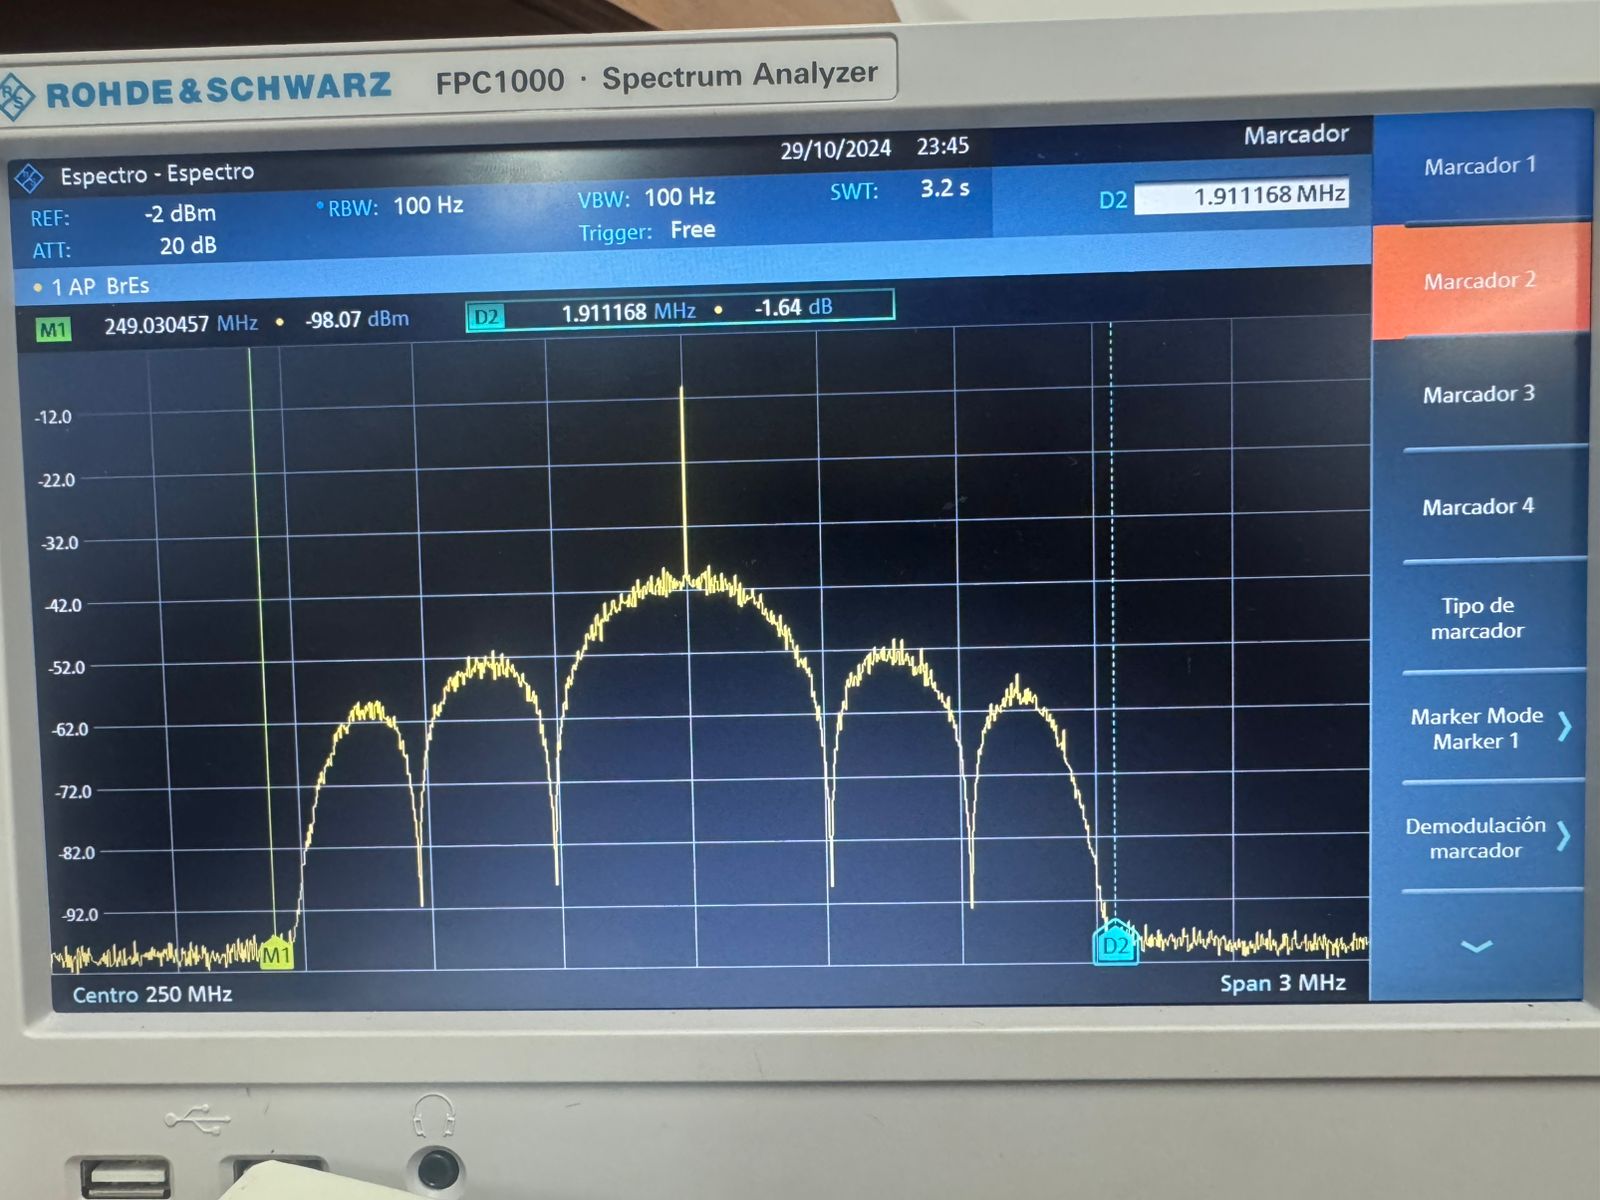 ROHDE & SCHWARZ FPC1000 · Spectrum Analyzer
Espectro - Espectro 29/10/2024 23:45 Marcador
REF: -2 dBm RBW: 100 Hz VBW: 100 Hz SWT: 3.2 s D2 1.911168 MHz
ATT: 20 dB Trigger: Free
1 AP BrEs
M1 249.030457 MHz -98.07 dBm D2 1.911168 MHz -1.64 dB
-12.0
-22.0
-32.0
-42.0
-52.0
-62.0
-72.0
-82.0
-92.0
M1 D2
Centro 250 MHz Span 3 MHz
Marcador 1
Marcador 2
Marcador 3
Marcador 4
Tipo de
marcador
Marker Mode
Marker 1
Demodulación
marcador